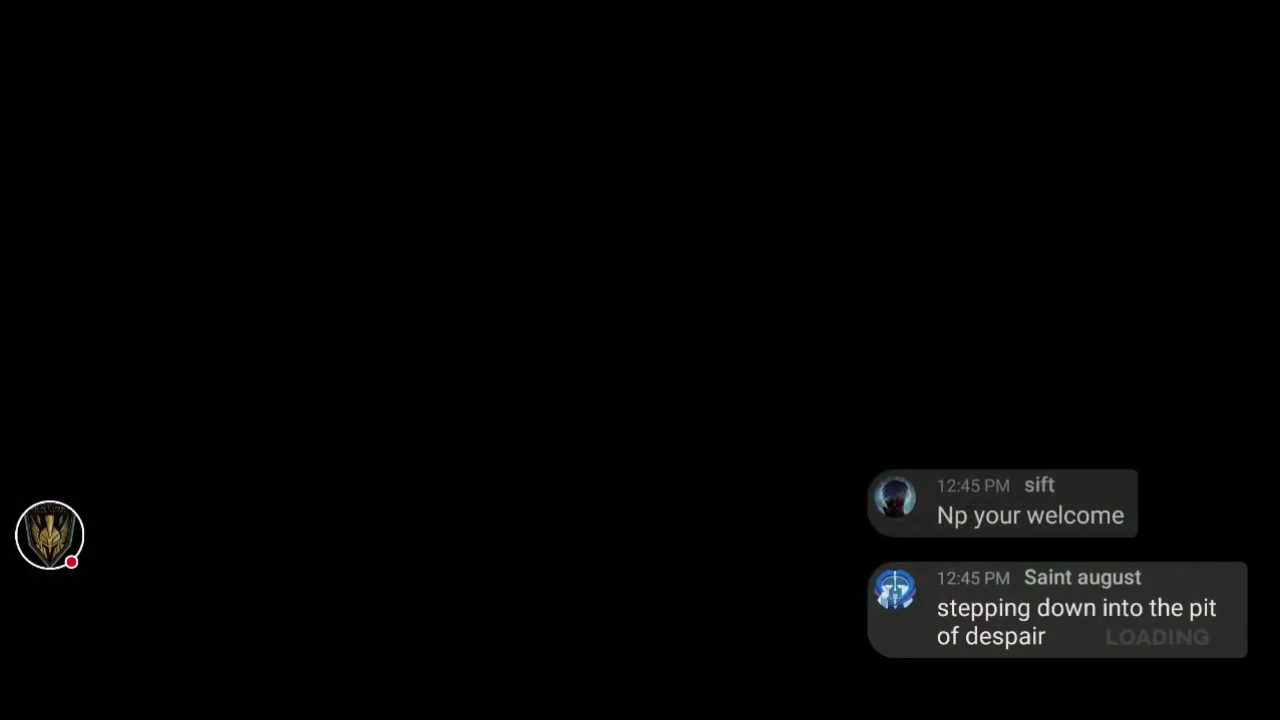 12:45 PM sift
Np your welcome
12:45 PM Saint august
stepping down into the pit
of despair
LOADING